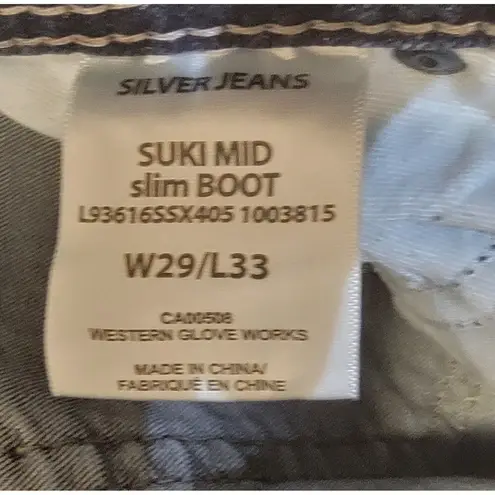 SILVER JEANS
SUKI MID
slim BOOT
L93616SSX405 1003815
W29/L33
CA00508
WESTERN GLOVE WORKS
MADE IN CHINA/
FABRIQUÉ EN CHINE